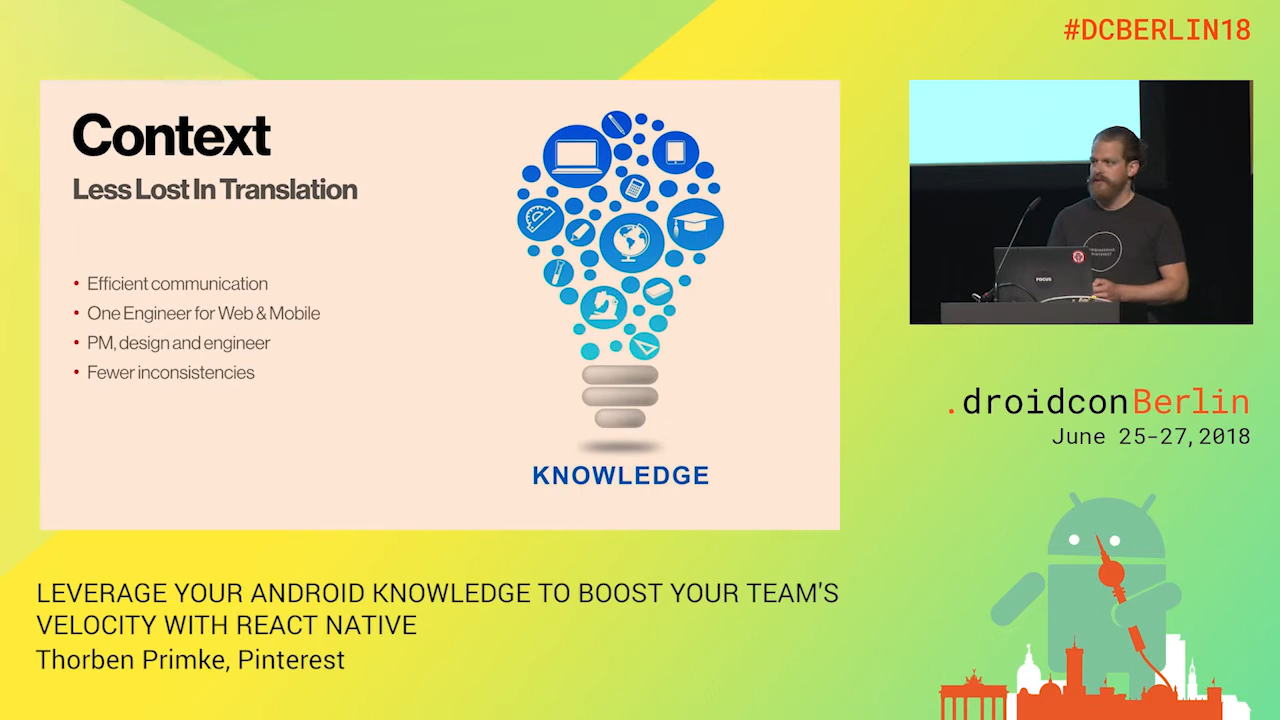 #DCBERLIN18
Context
Less Lost In Translation
• Efficient communication
• One Engineer for Web & Mobile
• PM, design and engineer
• Fewer inconsistencies
KNOWLEDGE
FOCUS
.droidconBerlin
June 25-27, 2018
LEVERAGE YOUR ANDROID KNOWLEDGE TO BOOST YOUR TEAM'S
VELOCITY WITH REACT NATIVE
Thorben Primke, Pinterest